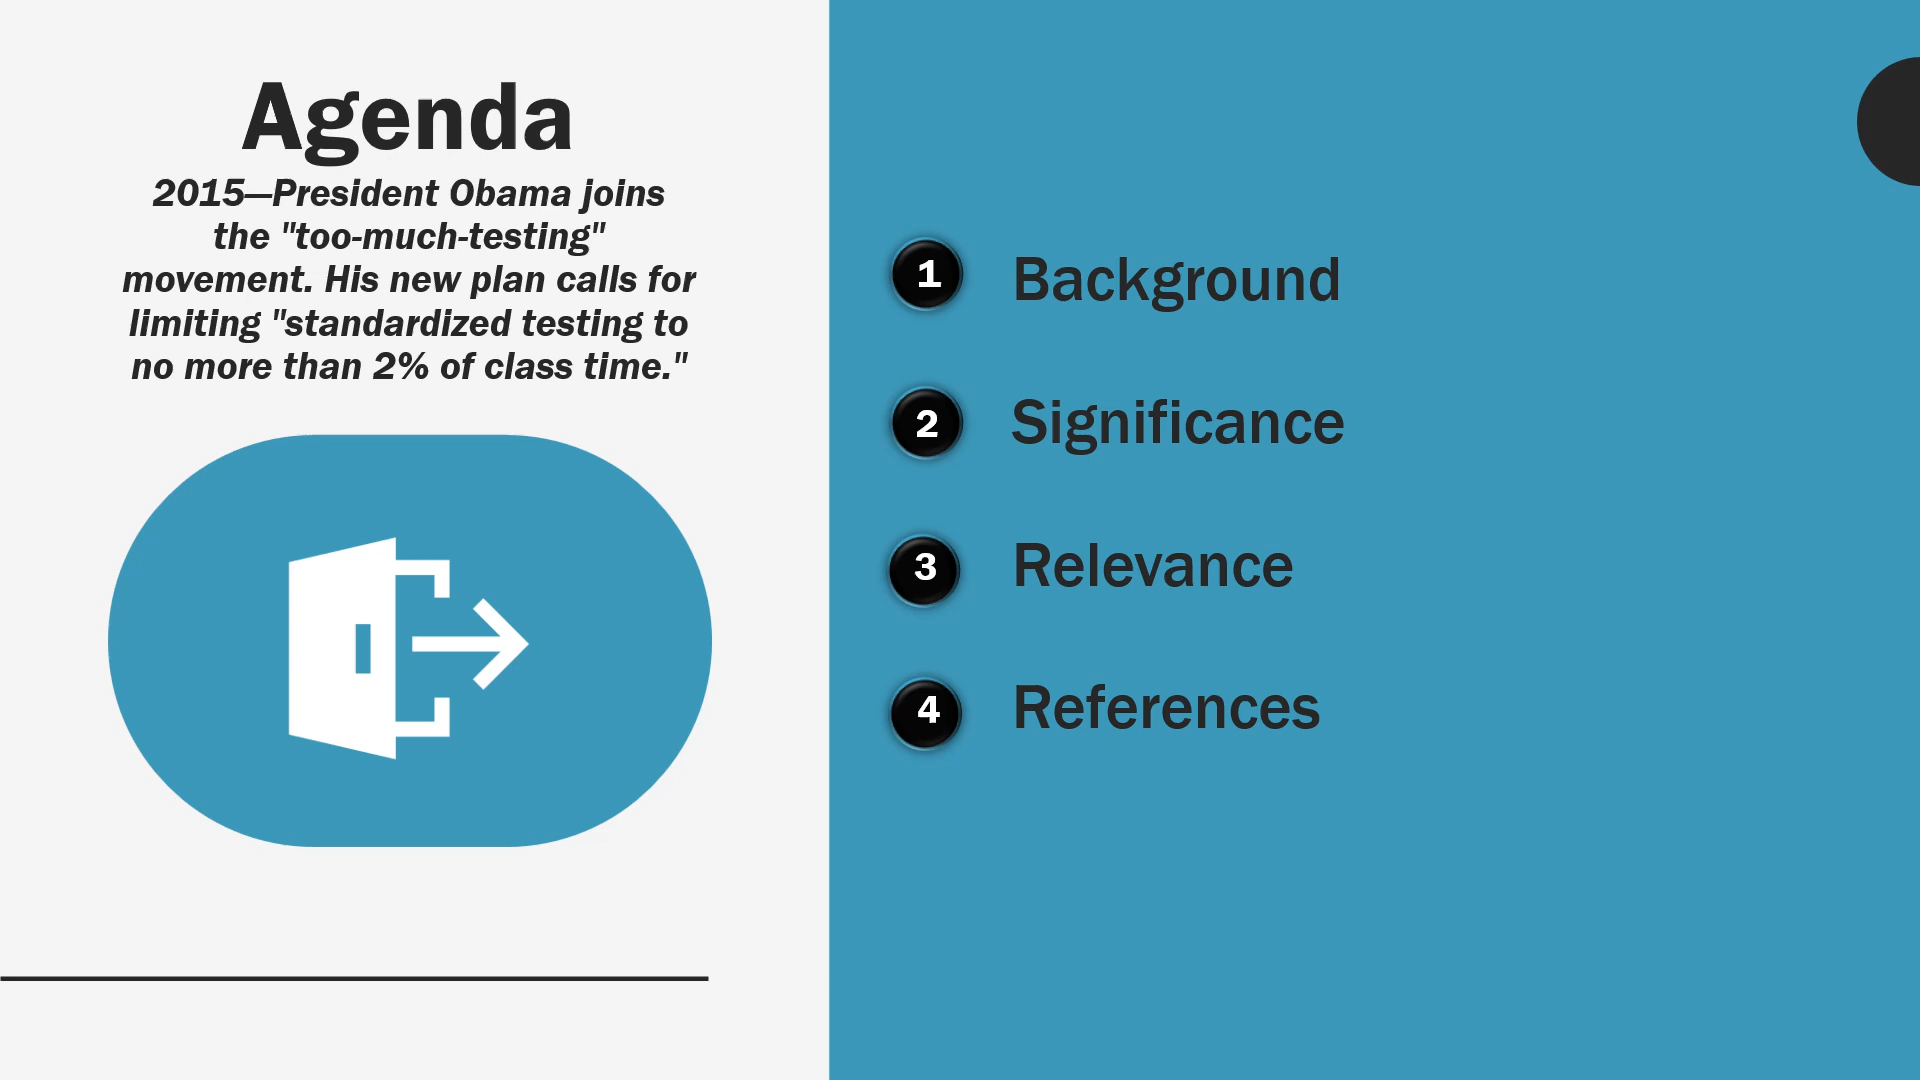 Agenda
2015—President Obama joins
the "too-much-testing"
movement. His new plan calls for
limiting "standardized testing to
no more than 2% of class time."
1 Background
2 Significance
3 Relevance
4 References